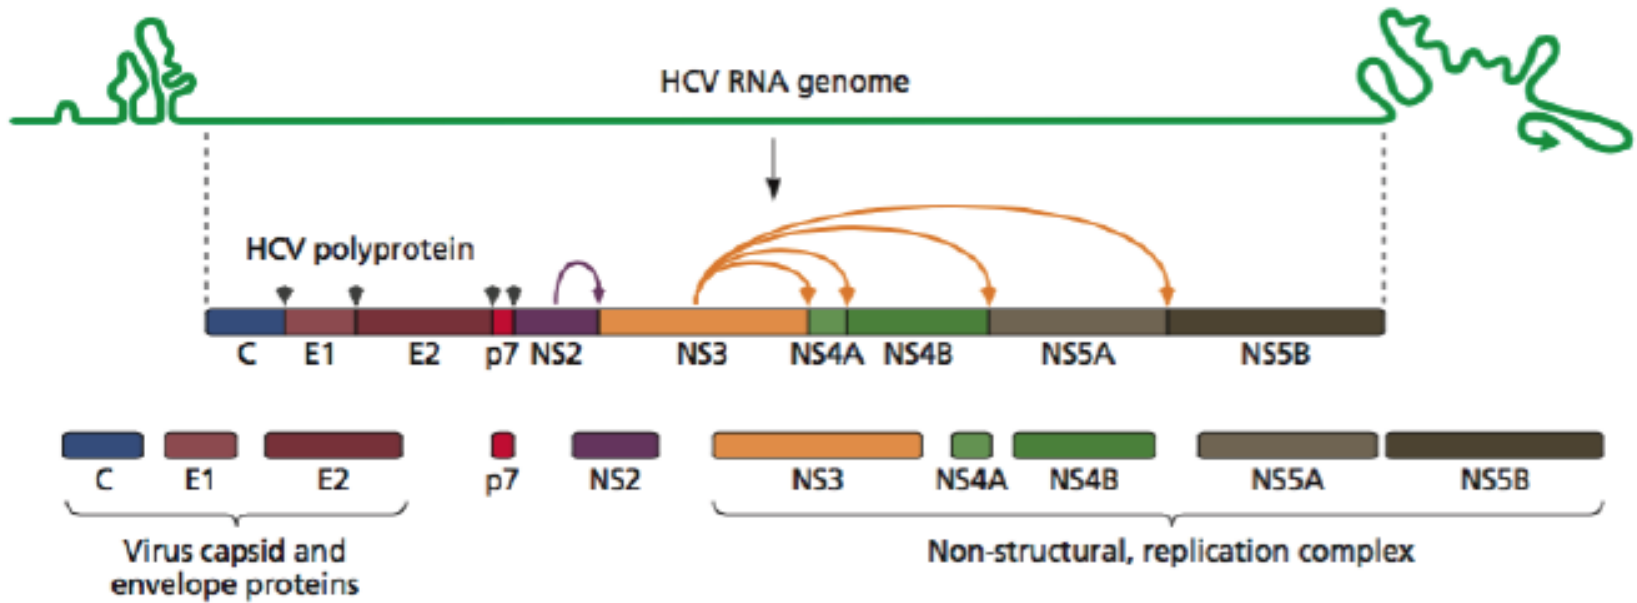 HCV RNA genome
HCV polyprotein
C E1 E2 p7 NS2 NS3 NS4A NS4B NS5A NS5B
C E1 E2 p7 NS2 NS3 NS4A NS4B NS5A NS5B
Virus capsid and
envelope proteins
Non-structural, replication complex